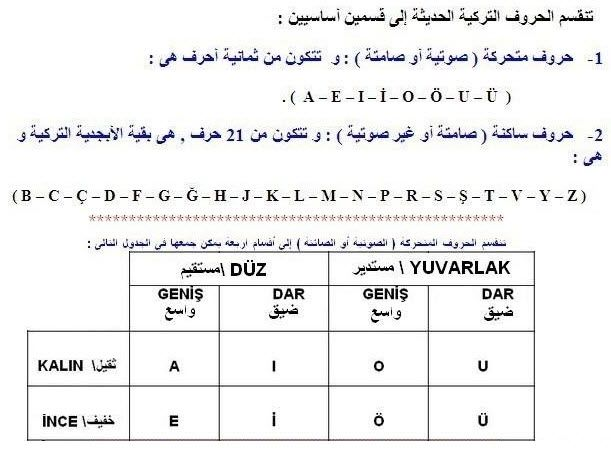 تنقسم الحروف التركية الحديثة إلى قسمين أساسيين :
1- حروف متحركة ( صوتية أو صامتة ) : و تتكون من ثمانية أحرف هى :
( A – E – I – İ – O – Ö – U – Ü ) .
2- حروف ساكنة ( صامتة أو غير صوتية ) : و تتكون من 21 حرف , هى بقية الأبجدية التركية و
هى :
( B – C – Ç – D – F – G – Ğ – H – J – K – L – M – N – P – R – S – Ş – T – V – Y – Z )
****************************************************
تنقسم الحروف المتحركة ( الصوتية أو الصائتة ) إلى أقسام اربعة يمكن جمعها فى الجدول التالى :
مستقيم\ DÜZ مستدير \ YUVARLAK
GENİŞ DAR GENİŞ DAR
واسع ضيق واسع ضيق
KALIN \ثقيل A I O U
İNCE \خفيف E İ Ö Ü